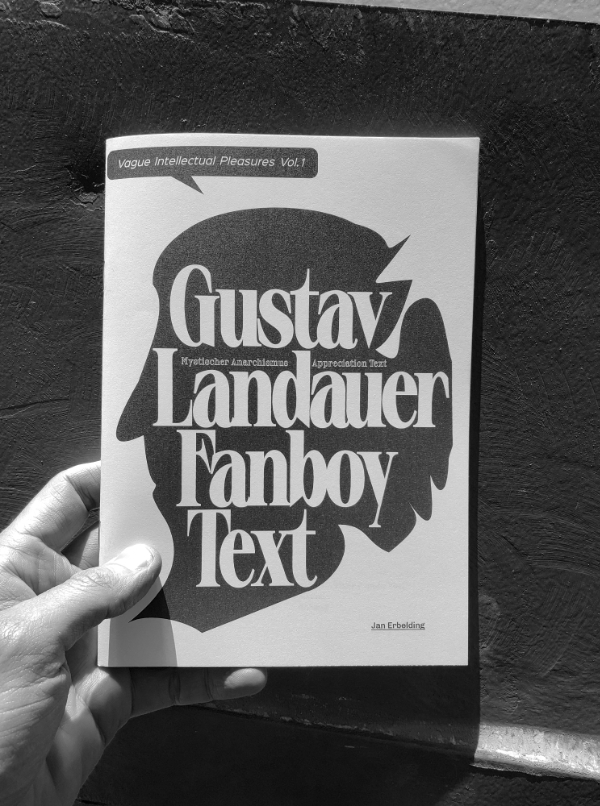 Vague Intellectual Pleasures Vol.1
Gustav
Mystischer Anarchismus Appreciation Text
Landauer
Fanboy
Text
Jan Erbelding